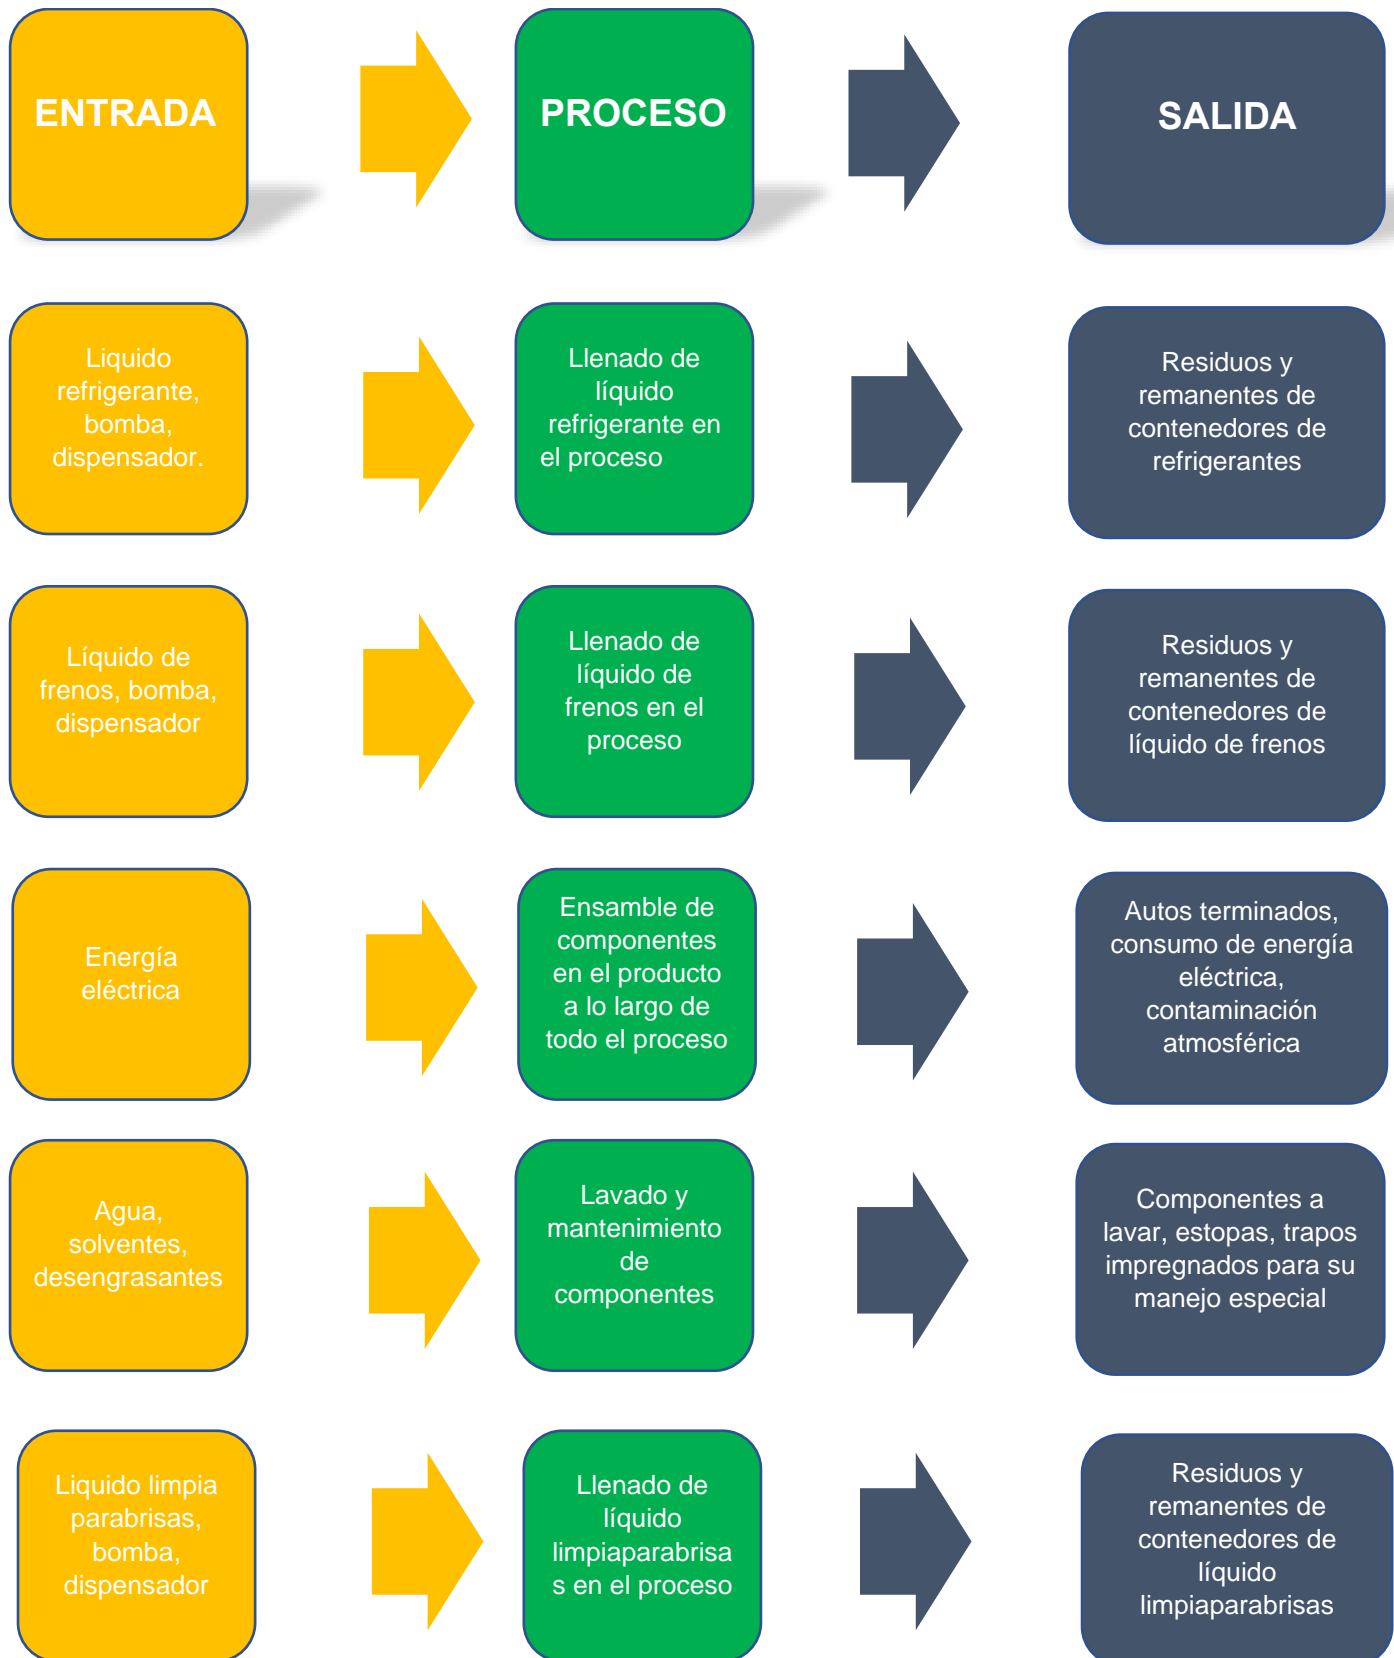 ENTRADA
PROCESO
SALIDA
Liquido
refrigerante,
bomba,
dispensador.
Llenado de
líquido
refrigerante en
el proceso
Residuos y
remanentes de
contenedores de
refrigerantes
Líquido de
frenos, bomba,
dispensador
Llenado de
líquido de
frenos en el
proceso
Residuos y
remanentes de
contenedores de
líquido de frenos
Energía
eléctrica
Ensamble de
componentes
en el producto
a lo largo de
todo el proceso
Autos terminados,
consumo de energía
eléctrica,
contaminación
atmosférica
Agua,
solventes,
desengrasantes
Lavado y
mantenimiento
de
componentes
Componentes a
lavar, estopas, trapos
impregnados para su
manejo especial
Liquido limpia
parabrisas,
bomba,
dispensador
Llenado de
líquido
limpiaparabrisa
s en el proceso
Residuos y
remanentes de
contenedores de
líquido
limpiaparabrisas